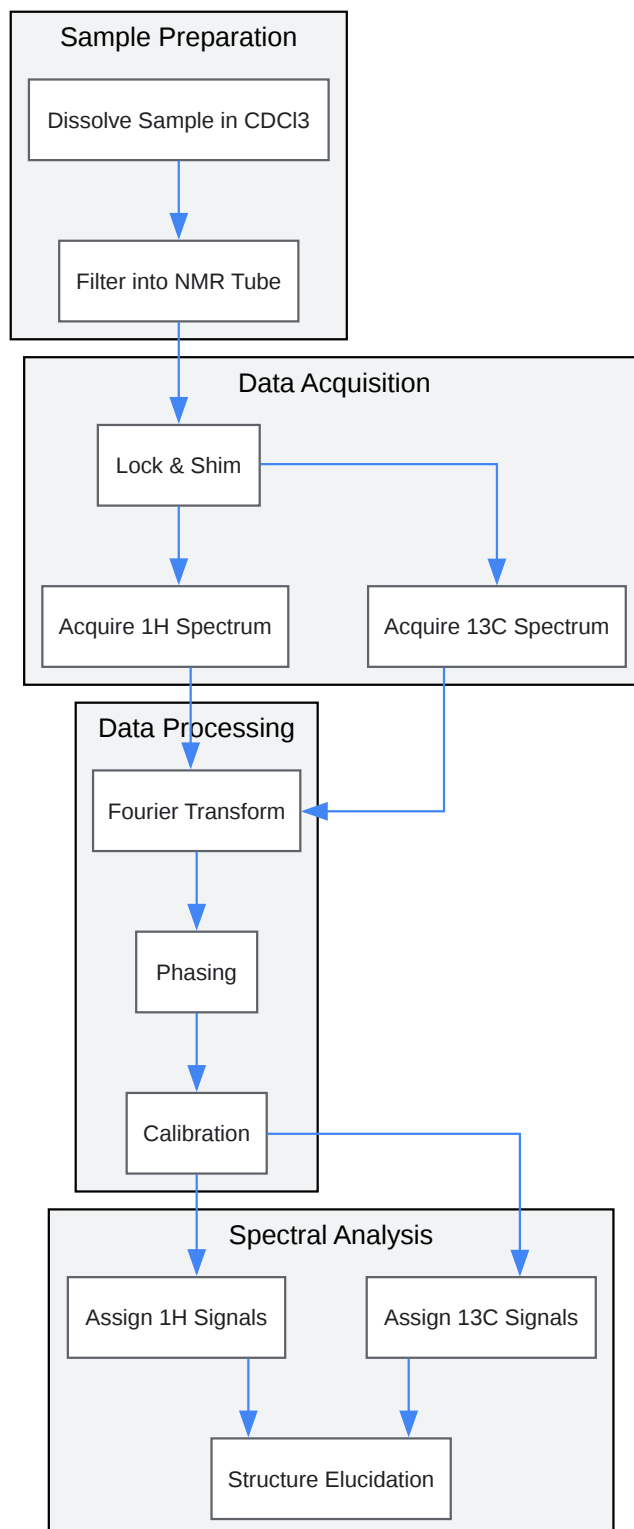 Sample Preparation
Dissolve Sample in CDCl3
Filter into NMR Tube
Data Acquisition
Lock & Shim
Acquire 1H Spectrum
Acquire 13C Spectrum
Data Processing
Fourier Transform
Phasing
Calibration
Spectral Analysis
Assign 1H Signals
Assign 13C Signals
Structure Elucidation